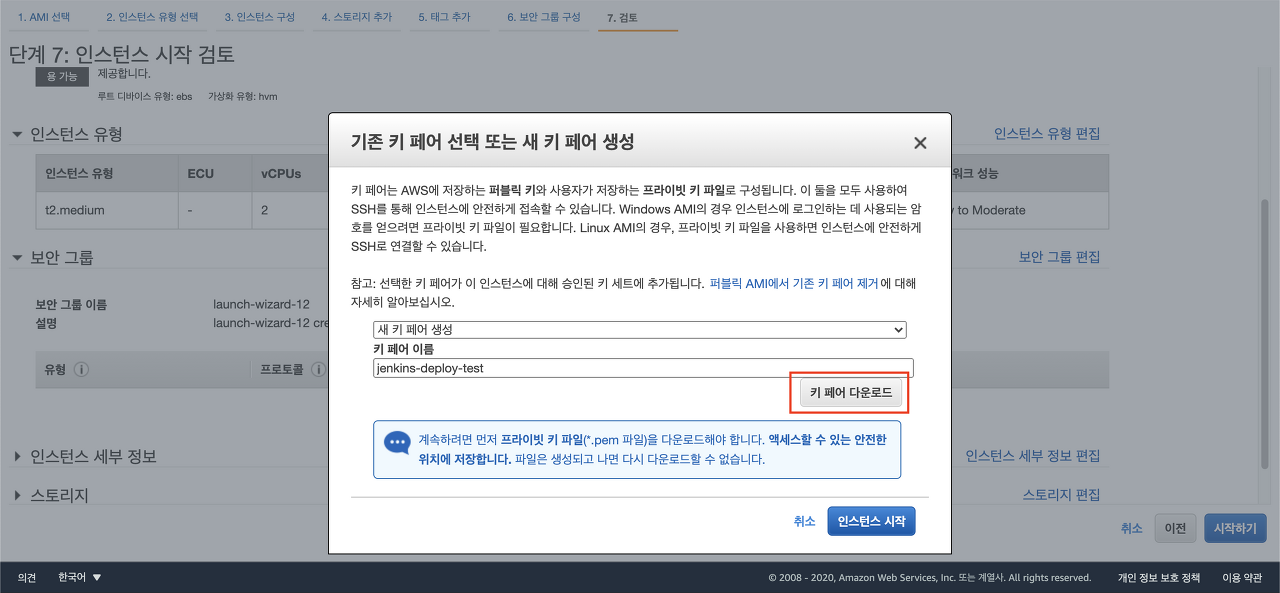 1. AMI 선택 2. 인스턴스 유형 선택 3. 인스턴스 구성 4. 스토리지 추가 5. 태그 추가 6. 보안 그룹 구성 7. 검토
단계 7: 인스턴스 시작 검토
용 가능 제공합니다.
루트 디바이스 유형: ebs 가상화 유형: hvm
인스턴스 유형 인스턴스 유형 편집
인스턴스 유형 ECU vCPUs 워크 성능
t2.medium - 2 to Moderate
보안 그룹 보안 그룹 편집
보안 그룹 이름 launch-wizard-12
설명 launch-wizard-12 cre
유형 프로토콜
인스턴스 세부 정보 인스턴스 세부 정보 편집
스토리지 스토리지 편집
취소 이전 시작하기
기존 키 페어 선택 또는 새 키 페어 생성
키 페어는 AWS에 저장하는 퍼블릭 키와 사용자가 저장하는 프라이빗 키 파일로 구성됩니다. 이 둘을 모두 사용하여
SSH를 통해 인스턴스에 안전하게 접속할 수 있습니다. Windows AMI의 경우 인스턴스에 로그인하는 데 사용되는 암
호를 얻으려면 프라이빗 키 파일이 필요합니다. Linux AMI의 경우, 프라이빗 키 파일을 사용하면 인스턴스에 안전하게
SSH로 연결할 수 있습니다.
참고: 선택한 키 페어가 이 인스턴스에 대해 승인된 키 세트에 추가됩니다. 퍼블릭 AMI에서 기존 키 페어 제거에 대해
자세히 알아보십시오.
새 키 페어 생성
키 페어 이름
jenkins-deploy-test
키 페어 다운로드
계속하려면 먼저 프라이빗 키 파일(*.pem 파일)을 다운로드해야 합니다. 액세스할 수 있는 안전한
위치에 저장합니다. 파일은 생성되고 나면 다시 다운로드할 수 없습니다.
취소 인스턴스 시작
의견 한국어 © 2008 - 2020, Amazon Web Services, Inc. 또는 계열사. All rights reserved. 개인 정보 보호 정책 이용 약관